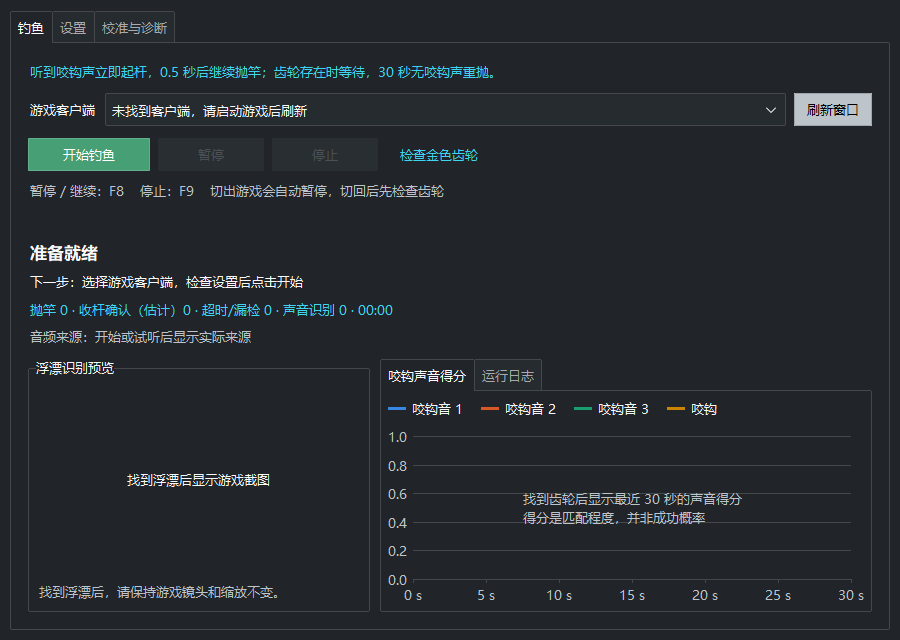 钓鱼 设置 校准与诊断
听到咬钩声立即起杆，0.5 秒后继续抛竿；齿轮存在时等待，30 秒无咬钩声重抛。
游戏客户端 未找到客户端，请启动游戏后刷新 刷新窗口
开始钓鱼 暂停 停止 检查金色齿轮
暂停 / 继续：F8 停止：F9 切出游戏会自动暂停，切回后先检查齿轮
准备就绪
下一步：选择游戏客户端，检查设置后点击开始
抛竿 0 · 收杆确认（估计）0 · 超时/漏检 0 · 声音识别 0 · 00:00
音频来源：开始或试听后显示实际来源
浮漂识别预览
找到浮漂后显示游戏截图
找到浮漂后，请保持游戏镜头和缩放不变。
咬钩声音得分 运行日志
咬钩音 1 咬钩音 2 咬钩音 3 咬钩
1.0
0.8
0.6
0.4
0.2
0.0
找到齿轮后显示最近 30 秒的声音得分
得分是匹配程度，并非成功概率
0 s 5 s 10 s 15 s 20 s 25 s 30 s